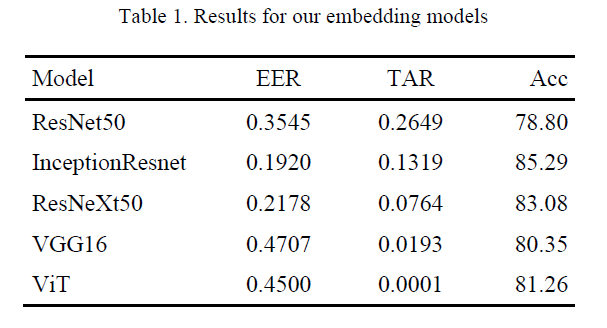 Table 1. Results for our embedding models
Model EER TAR Acc
ResNet50 0.3545 0.2649 78.80
InceptionResnet 0.1920 0.1319 85.29
ResNeXt50 0.2178 0.0764 83.08
VGG16 0.4707 0.0193 80.35
ViT 0.4500 0.0001 81.26